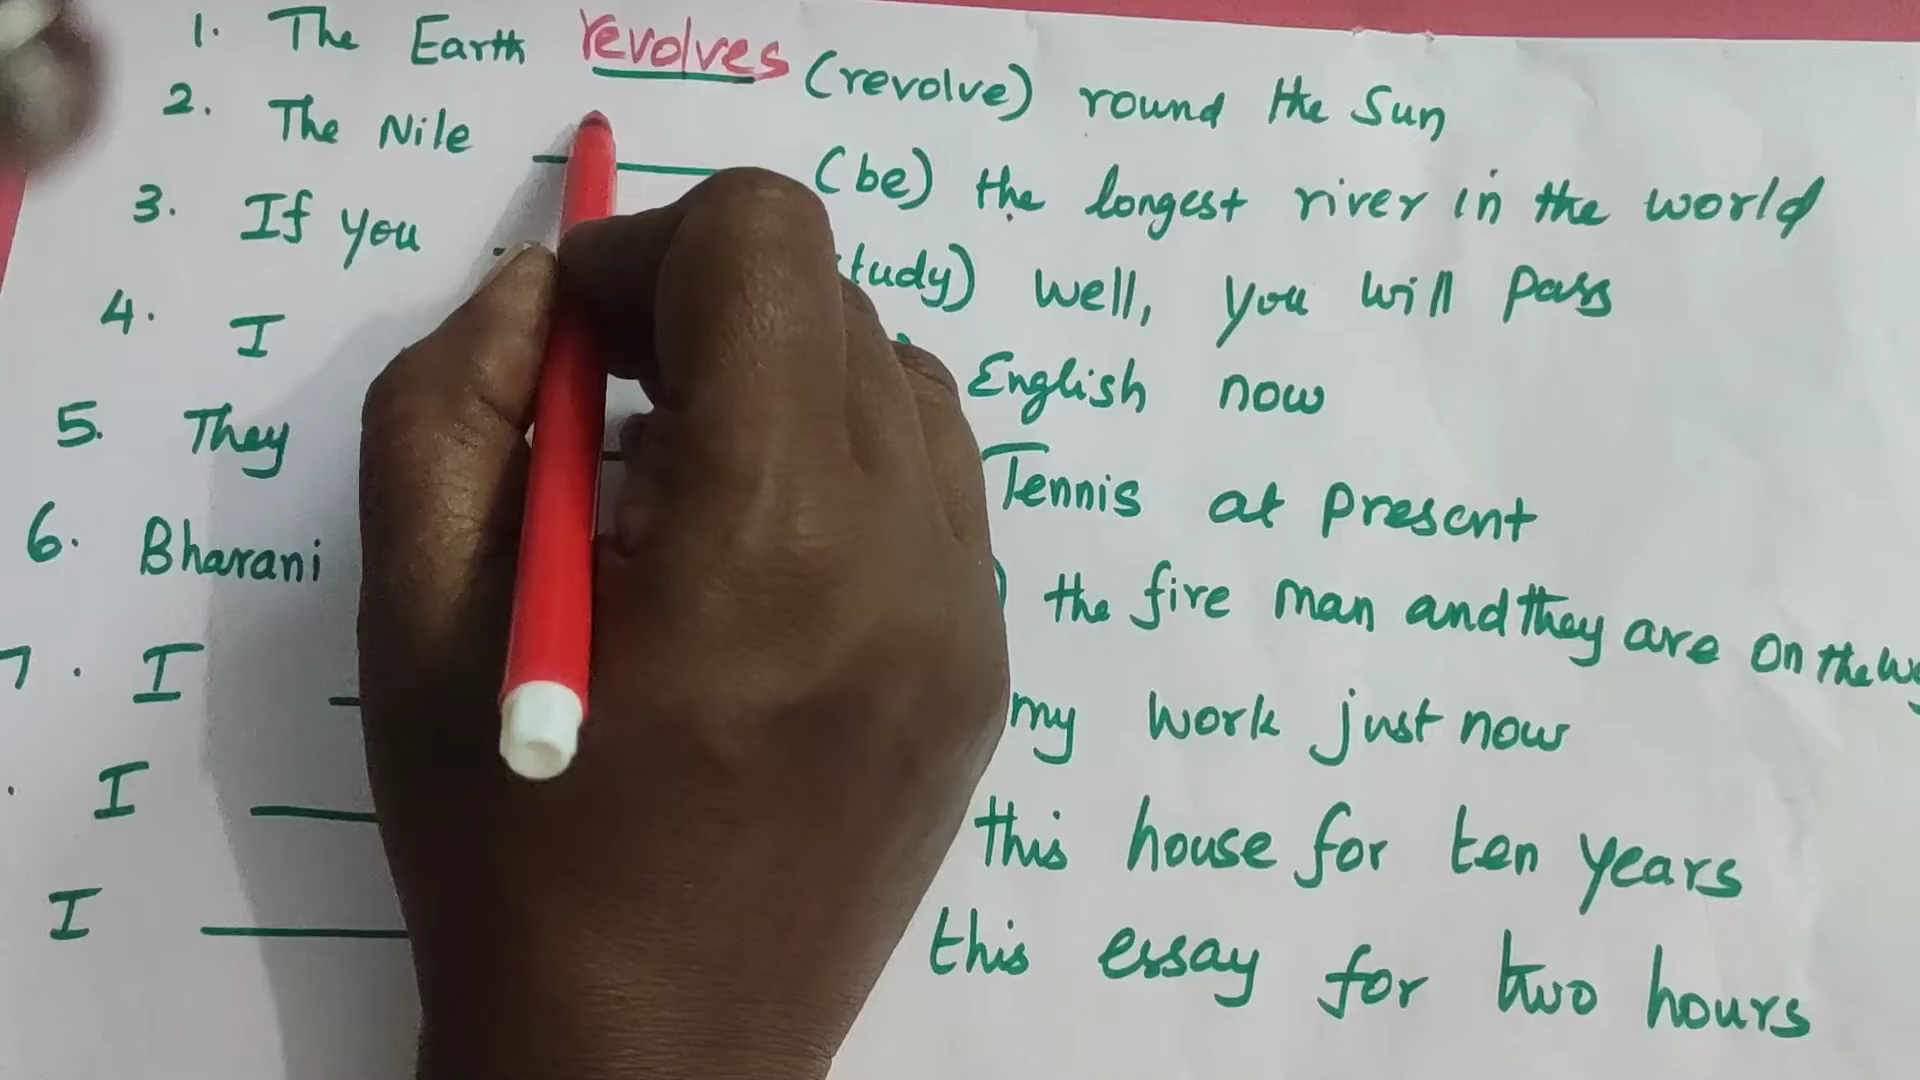 1. The Earth revolves (revolve) round the Sun
2. The Nile (be) the longest river in the world
3. If you tudy) well, you will pass
4. I English now
5. They Tennis at present
6. Bharani ) the fire man and they are on the
7. I my work just now
. I this house for ten years
I this essay for two hours